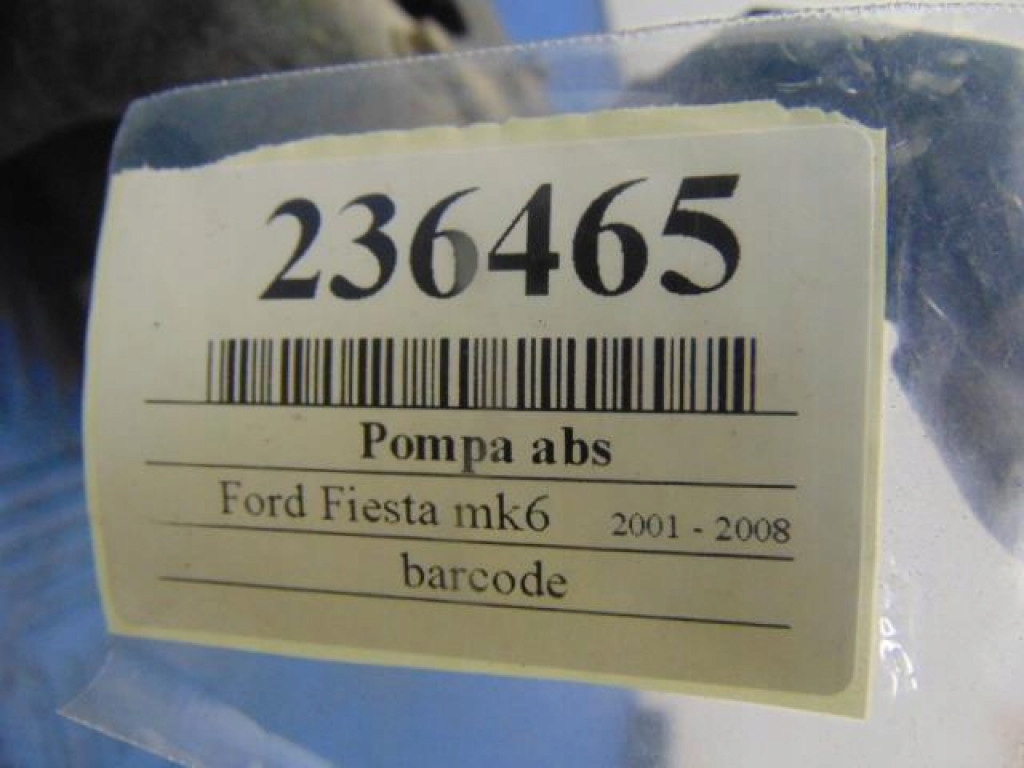 236465
Pompa abs
Ford Fiesta mk6 2001 - 2008
barcode